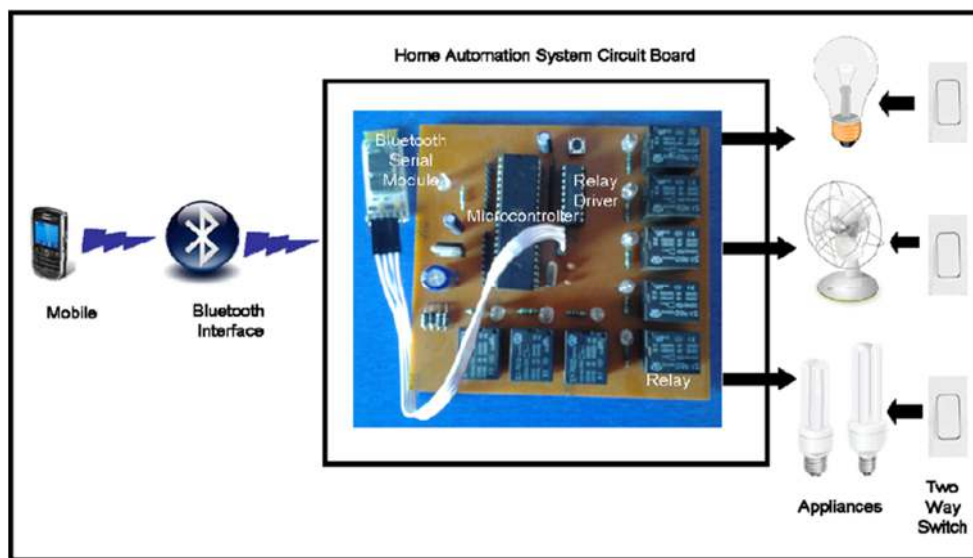 Home Automation System Circuit Board
Bluetooth
Serial
Module
Relay
Driver
Microcontroller
Relay
Mobile
Bluetooth
Interface
Appliances
Two
Way
Switch